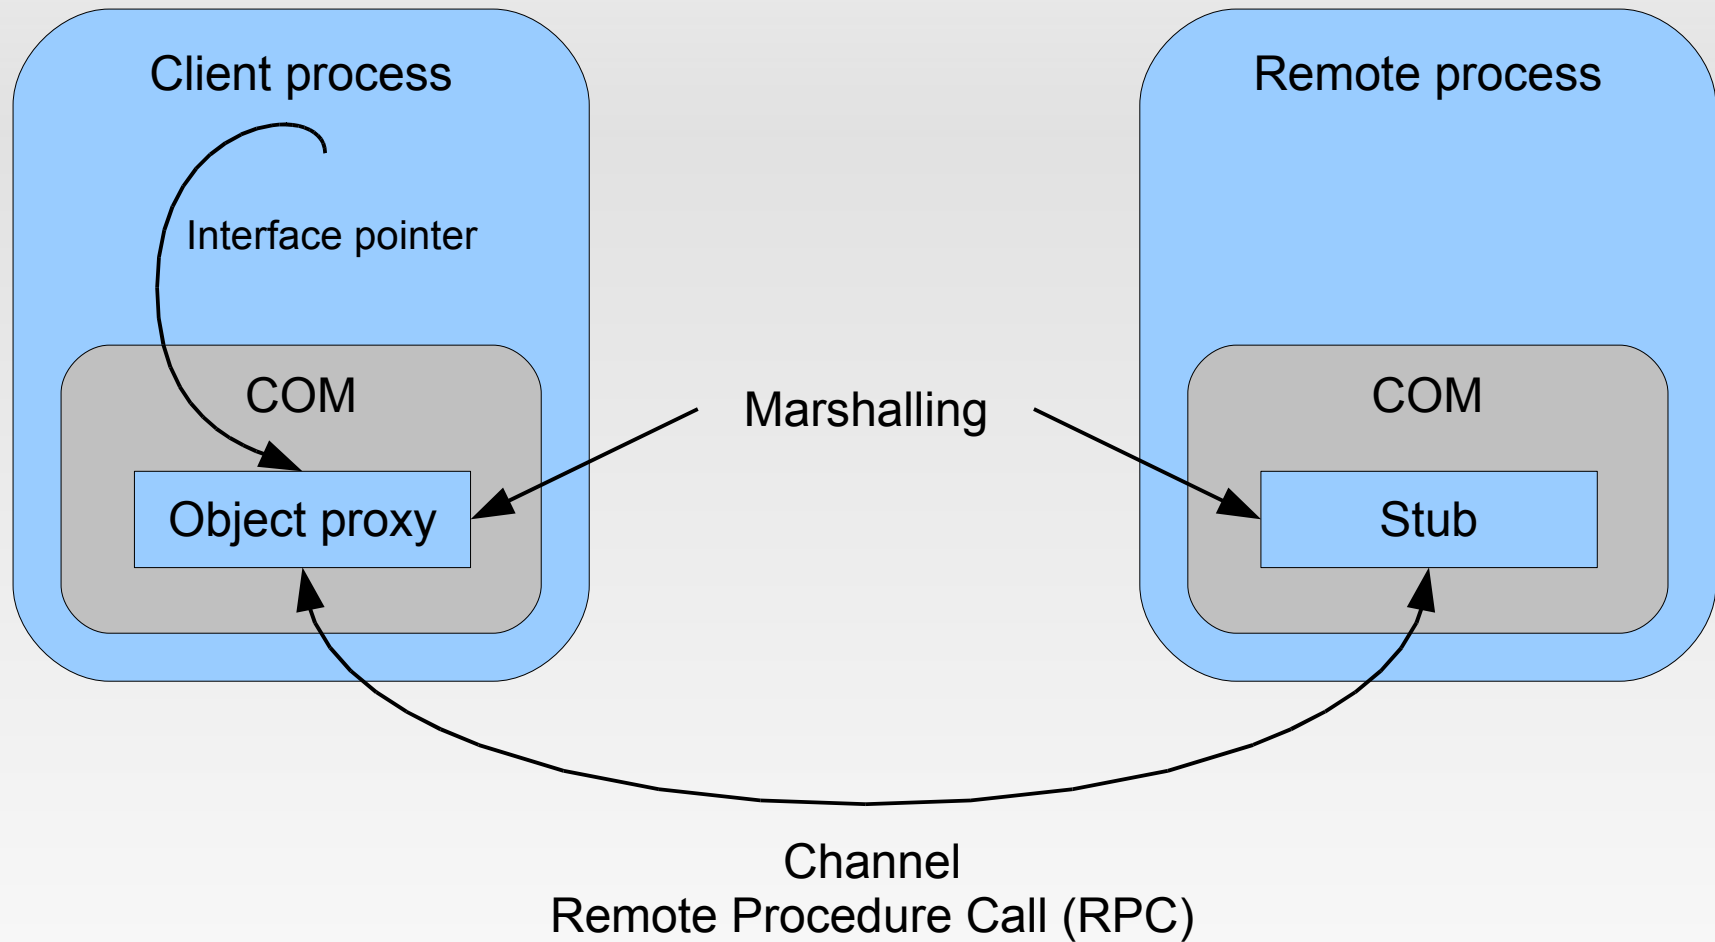 Client process
Remote process
Interface pointer
COM
Marshalling
COM
Object proxy
Stub
Channel
Remote Procedure Call (RPC)